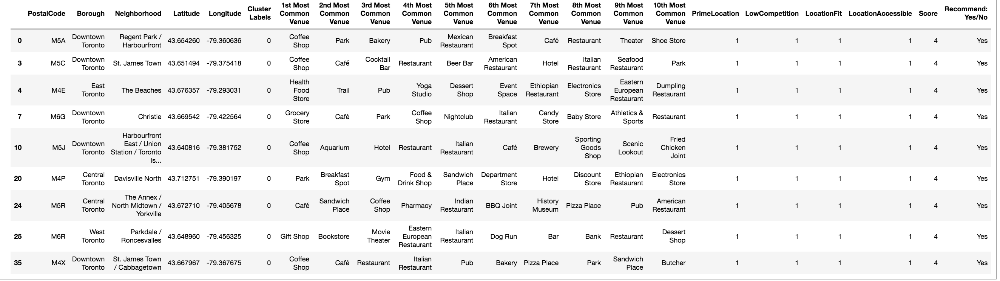 PostalCode Borough Neighborhood Latitude Longitude Cluster Labels 1st Most Common Venue 2nd Most Common Venue 3rd Most Common Venue 4th Most Common Venue 5th Most Common Venue 6th Most Common Venue 7th Most Common Venue 8th Most Common Venue 9th Most Common Venue 10th Most Common Venue PrimeLocation LowCompetition LocationFit LocationAccessible Score Recommend: Yes/No
0 M5A Downtown Toronto Regent Park / Harbourfront 43.654260 -79.360636 0 Coffee Shop Park Bakery Pub Mexican Restaurant Breakfast Spot Café Restaurant Theater Shoe Store 1 1 1 1 4 Yes
3 M5C Downtown Toronto St. James Town 43.651494 -79.375418 0 Coffee Shop Café Cocktail Bar Restaurant Beer Bar American Restaurant Hotel Italian Restaurant Seafood Restaurant Park 1 1 1 1 4 Yes
4 M4E East Toronto The Beaches 43.676357 -79.293031 0 Health Food Store Trail Pub Yoga Studio Dessert Shop Event Space Ethiopian Restaurant Electronics Store Eastern European Restaurant Dumpling Restaurant 1 1 1 1 4 Yes
7 M6G Downtown Toronto Christie 43.669542 -79.422564 0 Grocery Store Café Park Coffee Shop Nightclub Italian Restaurant Candy Store Baby Store Athletics & Sports Restaurant 1 1 1 1 4 Yes
10 M5J Downtown Toronto Harbourfront East / Union Station / Toronto Is... 43.640816 -79.381752 0 Coffee Shop Aquarium Hotel Restaurant Italian Restaurant Café Brewery Sporting Goods Shop Scenic Lookout Fried Chicken Joint 1 1 1 1 4 Yes
20 M4P Central Toronto Davisville North 43.712751 -79.390197 0 Park Breakfast Spot Gym Food & Drink Shop Sandwich Place Department Store Hotel Discount Store Ethiopian Restaurant Electronics Store 1 1 1 1 4 Yes
24 M5R Central Toronto The Annex / North Midtown / Yorkville 43.672710 -79.405678 0 Café Sandwich Place Coffee Shop Pharmacy Indian Restaurant BBQ Joint History Museum Pizza Place Pub American Restaurant 1 1 1 1 4 Yes
25 M6R West Toronto Parkdale / Roncesvalles 43.648960 -79.456325 0 Gift Shop Bookstore Movie Theater Eastern European Restaurant Italian Restaurant Dog Run Bar Bank Restaurant Dessert Shop 1 1 1 1 4 Yes
35 M4X Downtown Toronto St. James Town / Cabbagetown 43.667967 -79.367675 0 Coffee Shop Café Restaurant Italian Restaurant Pub Bakery Pizza Place Park Sandwich Place Butcher 1 1 1 1 4 Yes